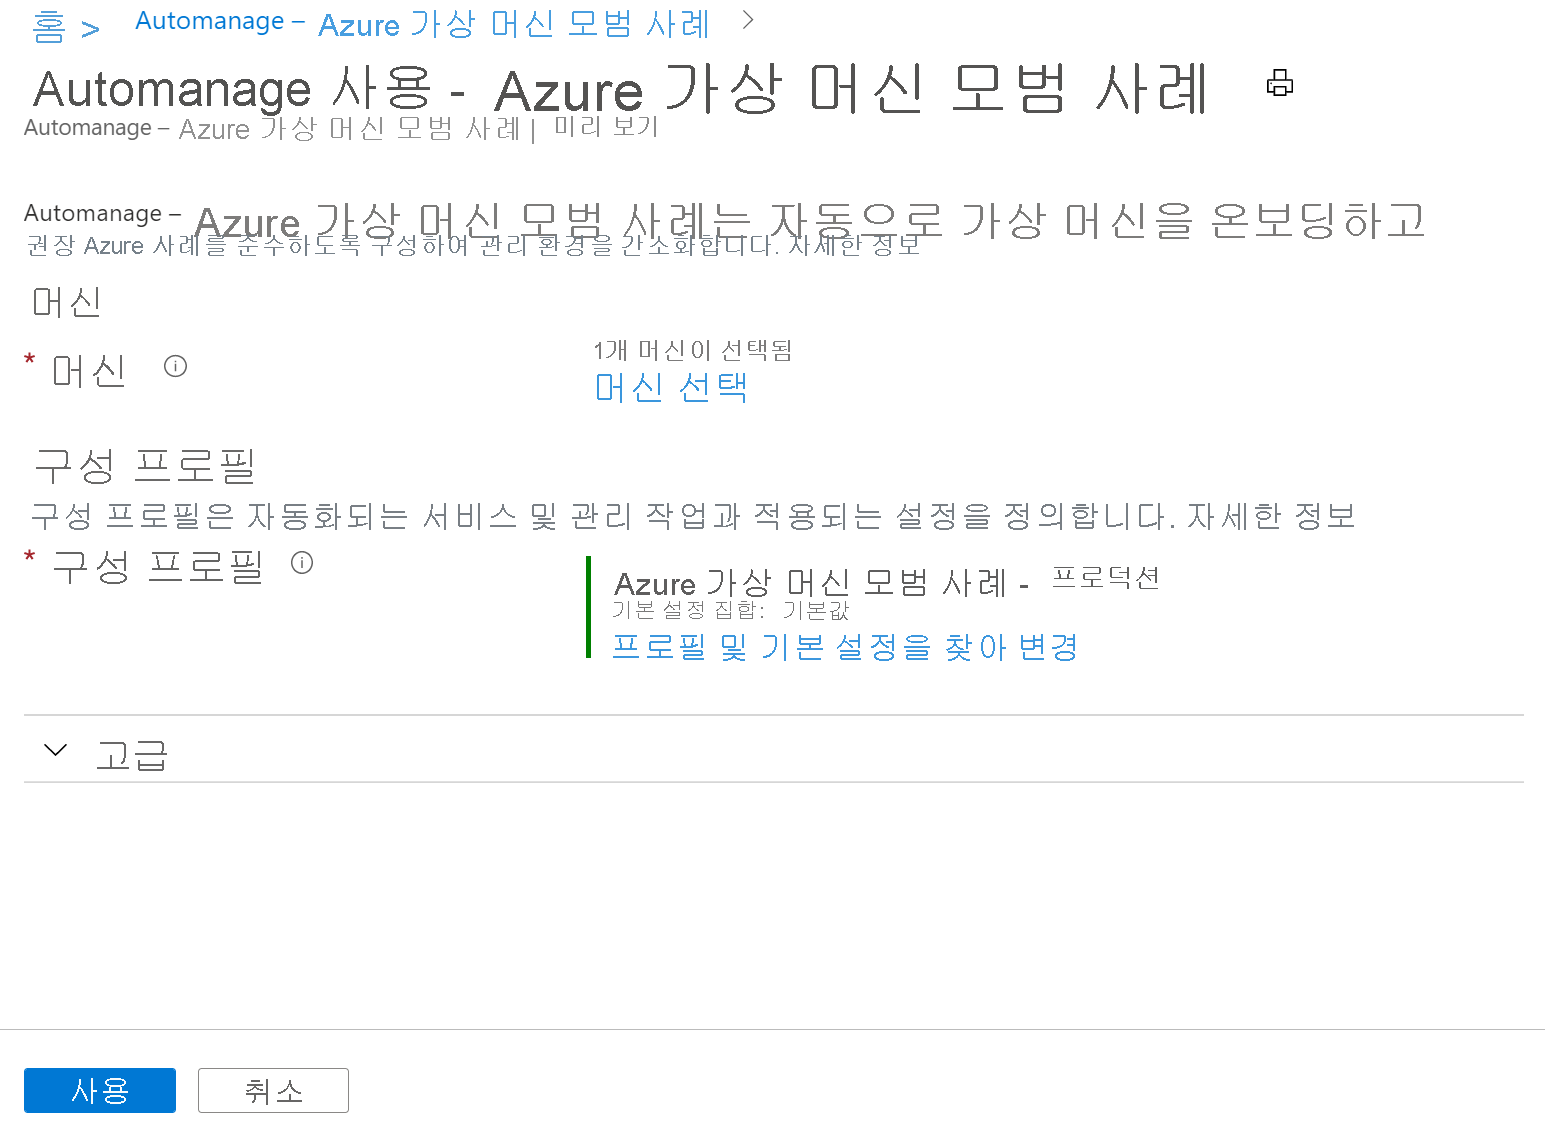 홈 > Automanage – Azure 가상 머신 모범 사례 >
Automanage 사용 - Azure 가상 머신 모범 사례
Automanage – Azure 가상 머신 모범 사례 | 미리 보기
Automanage – Azure 가상 머신 모범 사례는 자동으로 가상 머신을 온보딩하고
권장 Azure 사례를 준수하도록 구성하여 관리 환경을 간소화합니다. 자세한 정보
머신
* 머신
1개 머신이 선택됨
머신 선택
구성 프로필
구성 프로필은 자동화되는 서비스 및 관리 작업과 적용되는 설정을 정의합니다. 자세한 정보
* 구성 프로필
Azure 가상 머신 모범 사례 - 프로덕션
기본 설정 집합: 기본값
프로필 및 기본 설정을 찾아 변경
고급
사용 취소